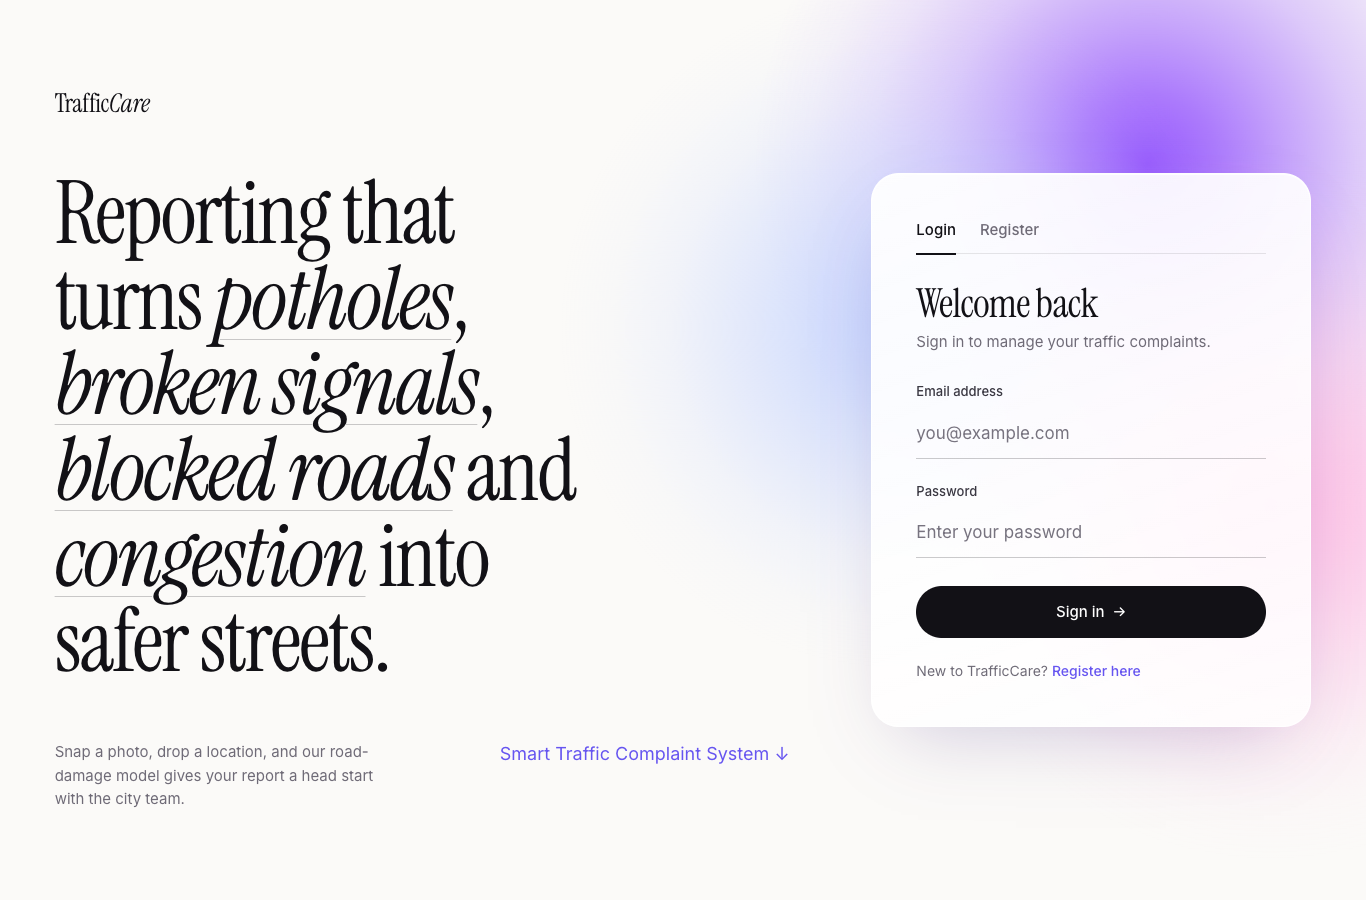 TrafficCare
Reporting that
turns potholes,
broken signals,
blocked roads and
congestion into
safer streets.
Snap a photo, drop a location, and our road-
damage model gives your report a head start
with the city team.
Smart Traffic Complaint System ↓
Login Register
Welcome back
Sign in to manage your traffic complaints.
Email address
you@example.com
Password
Enter your password
Sign in →
New to TrafficCare? Register here